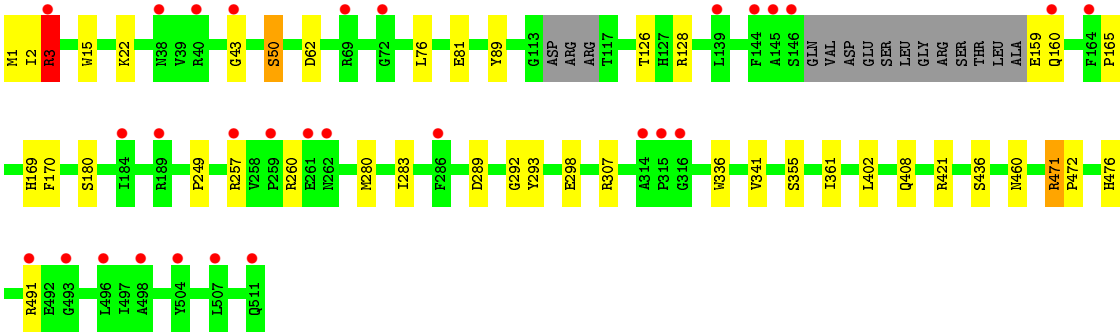 M1 I2 R3 W15 K22 N38 V39 R40 G43 S50 D62 R69 G72 L76 E81 Y89 G113 ASP ARG ARG T117 T126 H127 R128 L139 F144 A145 S146 GLN VAL ASP GLU SER LEU GLY ARG SER THR LEU ALA E159 Q160 F164 P165
H169 F170 S180 I184 R189 P249 R257 V258 P259 R260 E261 N262 M280 I283 F286 D289 G292 Y293 E298 R307 A314 P315 G316 W336 V341 S355 I361 L402 Q408 R421 S436 N460 R471 P472 H476
R491 E492 G493 L496 I497 A498 Y504 L507 Q511